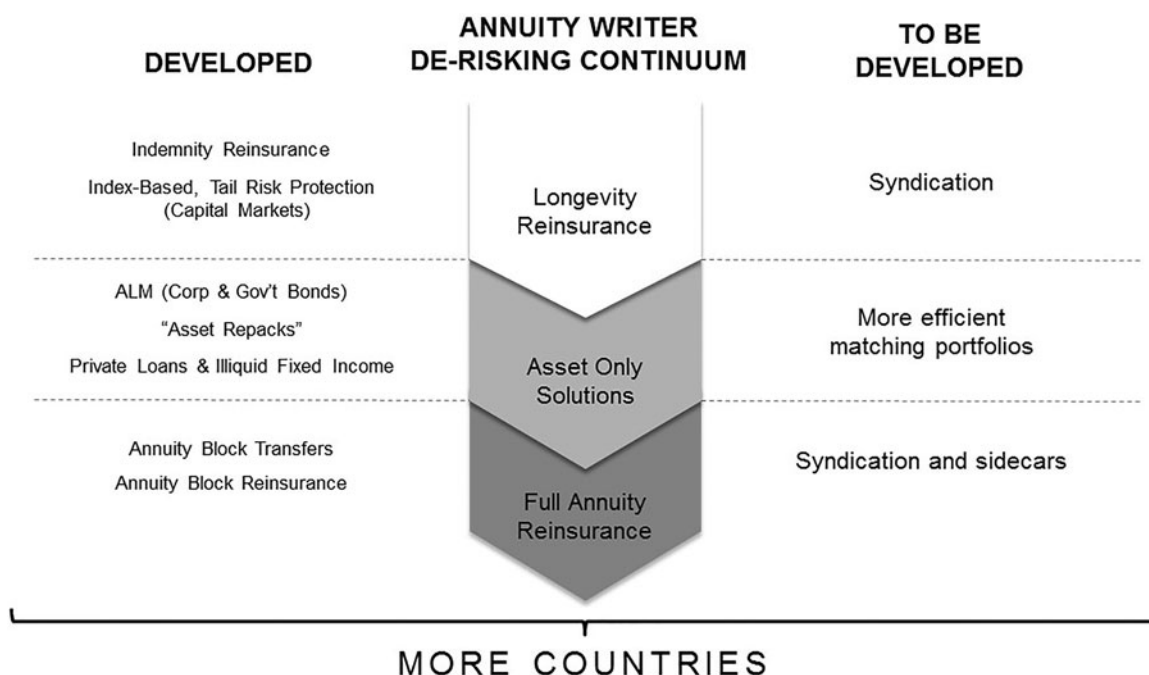 DEVELOPED
ANNUITY WRITER
DE-RISKING CONTINUUM
TO BE
DEVELOPED
Indemnity Reinsurance
Index-Based, Tail Risk Protection
(Capital Markets)
Longevity
Reinsurance
Syndication
ALM (Corp & Gov't Bonds)
“Asset Repacks”
Private Loans & Illiquid Fixed Income
Asset Only
Solutions
More efficient
matching portfolios
Annuity Block Transfers
Annuity Block Reinsurance
Full Annuity
Reinsurance
Syndication and sidecars
MORE COUNTRIES